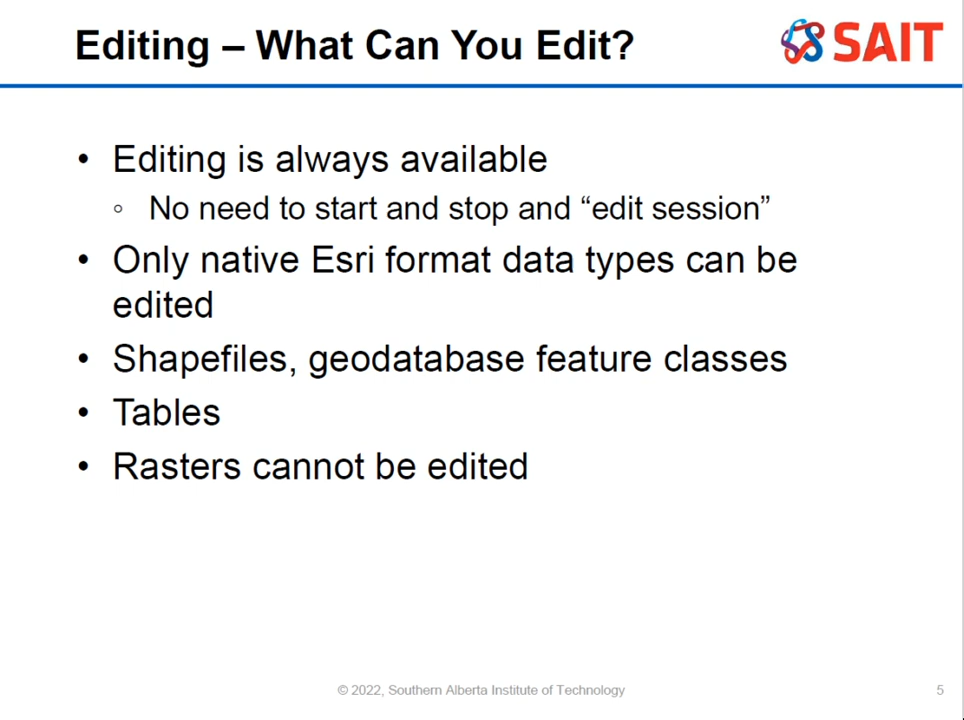 Editing – What Can You Edit?
SAIT
• Editing is always available
◦ No need to start and stop and “edit session”
• Only native Esri format data types can be
edited
• Shapefiles, geodatabase feature classes
• Tables
• Rasters cannot be edited
© 2022, Southern Alberta Institute of Technology
5